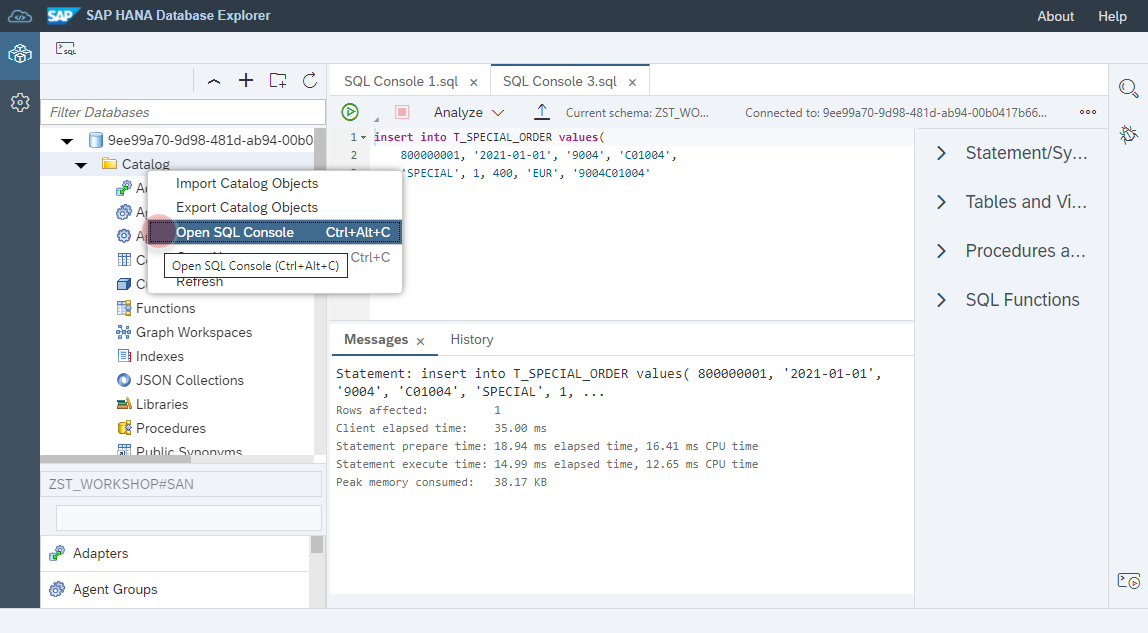 SAP SAP HANA Database Explorer
About Help
SQL
SQL Console 1.sql × SQL Console 3.sql ×
Filter Databases
Analyze Current schema: ZST_WO... Connected to: 9ee99a70-9d98-481d-ab94-00b0417b66...
9ee99a70-9d98-481d-ab94-00b0
Catalog
Import Catalog Objects
Export Catalog Objects
Open SQL Console Ctrl+Alt+C
Ctrl+C
Open SQL Console (Ctrl+Alt+C)
Refresh
Functions
Graph Workspaces
Indexes
JSON Collections
Libraries
Procedures
Public Synonyms
ZST_WORKSHOP#SAN
Adapters
Agent Groups
1 insert into T_SPECIAL_ORDER values(
2 800000001, '2021-01-01', '9004', 'C01004',
'SPECIAL', 1, 400, 'EUR', '9004C01004'
Messages × History
Statement: insert into T_SPECIAL_ORDER values( 800000001, '2021-01-01',
'9004', 'C01004', 'SPECIAL', 1, ...
Rows affected: 1
Client elapsed time: 35.00 ms
Statement prepare time: 18.94 ms elapsed time, 16.41 ms CPU time
Statement execute time: 14.99 ms elapsed time, 12.65 ms CPU time
Peak memory consumed: 38.17 KB
Statement/Sy...
Tables and Vi...
Procedures a...
SQL Functions